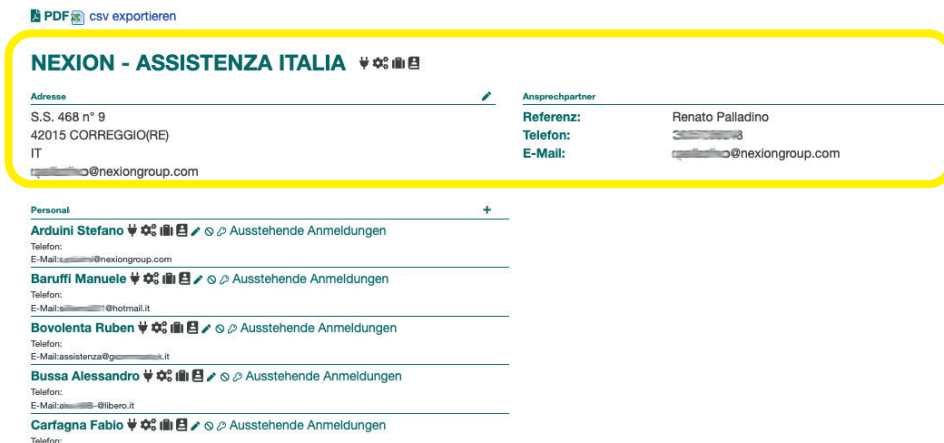 PDF csv exportieren
NEXION - ASSISTENZA ITALIA
Adresse
S.S. 468 n° 9
42015 CORREGGIO(RE)
IT
@nexiongroup.com
Ansprechpartner
Referenz: Renato Palladino
Telefon:
E-Mail: @nexiongroup.com
Personal +
Arduini Stefano Ausstehende Anmeldungen
Telefon:
E-Mail: @nexiongroup.com
Baruffi Manuele Ausstehende Anmeldungen
Telefon:
E-Mail: @hotmail.it
Bovolenta Ruben Ausstehende Anmeldungen
Telefon:
E-Mail:assistenza@
Bussa Alessandro Ausstehende Anmeldungen
Telefon:
E-Mail: @libero.it
Carfagna Fabio Ausstehende Anmeldungen
Telefon: